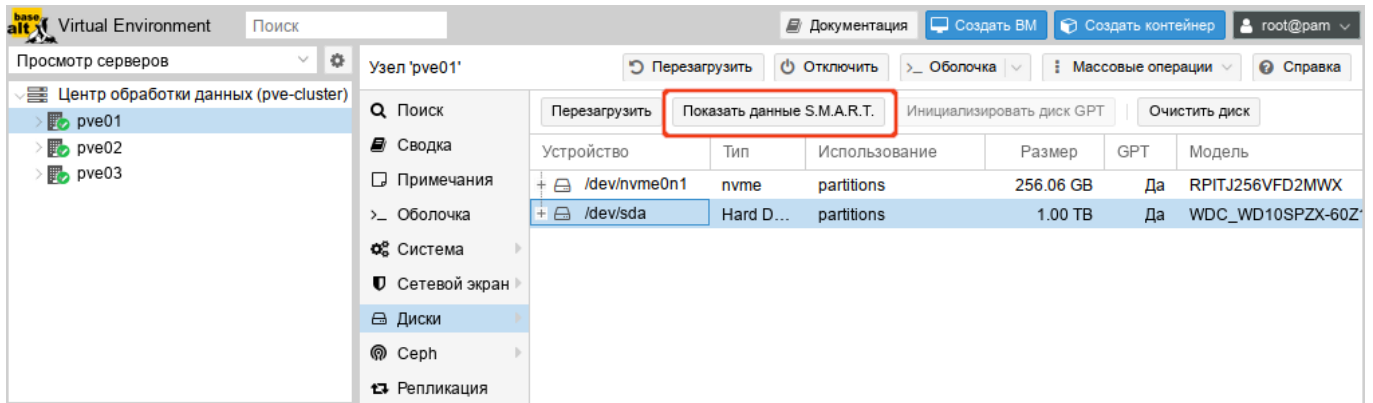 base alt Virtual Environment Поиск Документация Создать ВМ Создать контейнер root@pam
Просмотр серверов
Центр обработки данных (pve-cluster)
pve01
pve02
pve03
Узел 'pve01' Перезагрузить Отключить >_ Оболочка Массовые операции Справка
Поиск
Сводка
Примечания
>_ Оболочка
Система
Сетевой экран
Диски
Ceph
Репликация
Перезагрузить Показать данные S.M.A.R.T. Инициализировать диск GPT Очистить диск
Устройство Тип Использование Размер GPT Модель
/dev/nvme0n1 nvme partitions 256.06 GB Да RPITJ256VFD2MWX
/dev/sda Hard D... partitions 1.00 TB Да WDC_WD10SPZX-60Z